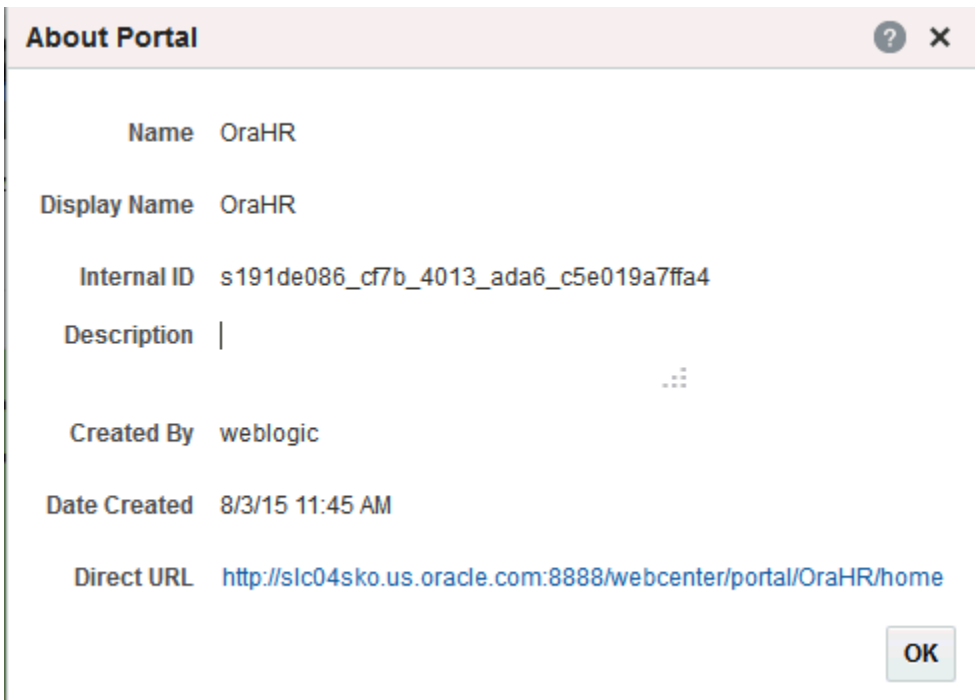 About Portal
Name OraHR
Display Name OraHR
Internal ID s191de086_cf7b_4013_ada6_c5e019a7ffa4
Description
Created By weblogic
Date Created 8/3/15 11:45 AM
Direct URL http://slc04sko.us.oracle.com:8888/webcenter/portal/OraHR/home
OK